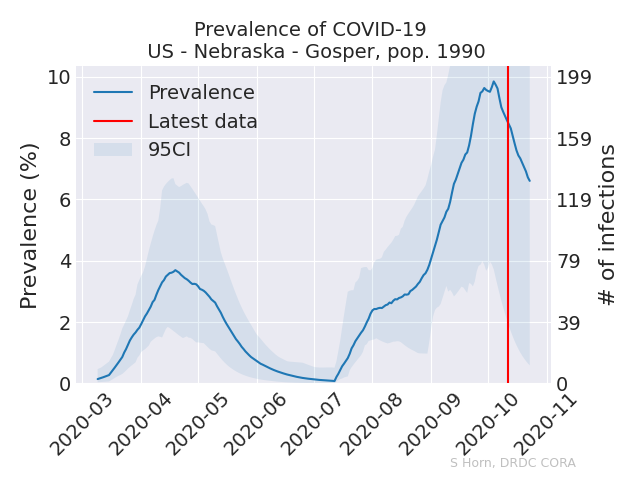 Prevalence of COVID-19
US - Nebraska - Gosper, pop. 1990
Prevalence (%)
10
8
6
4
2
0
Prevalence
Latest data
95CI
199
159
119
79
39
0
# of infections
2020-03
2020-04
2020-05
2020-06
2020-07
2020-08
2020-09
2020-10
2020-11
S Horn, DRDC CORA